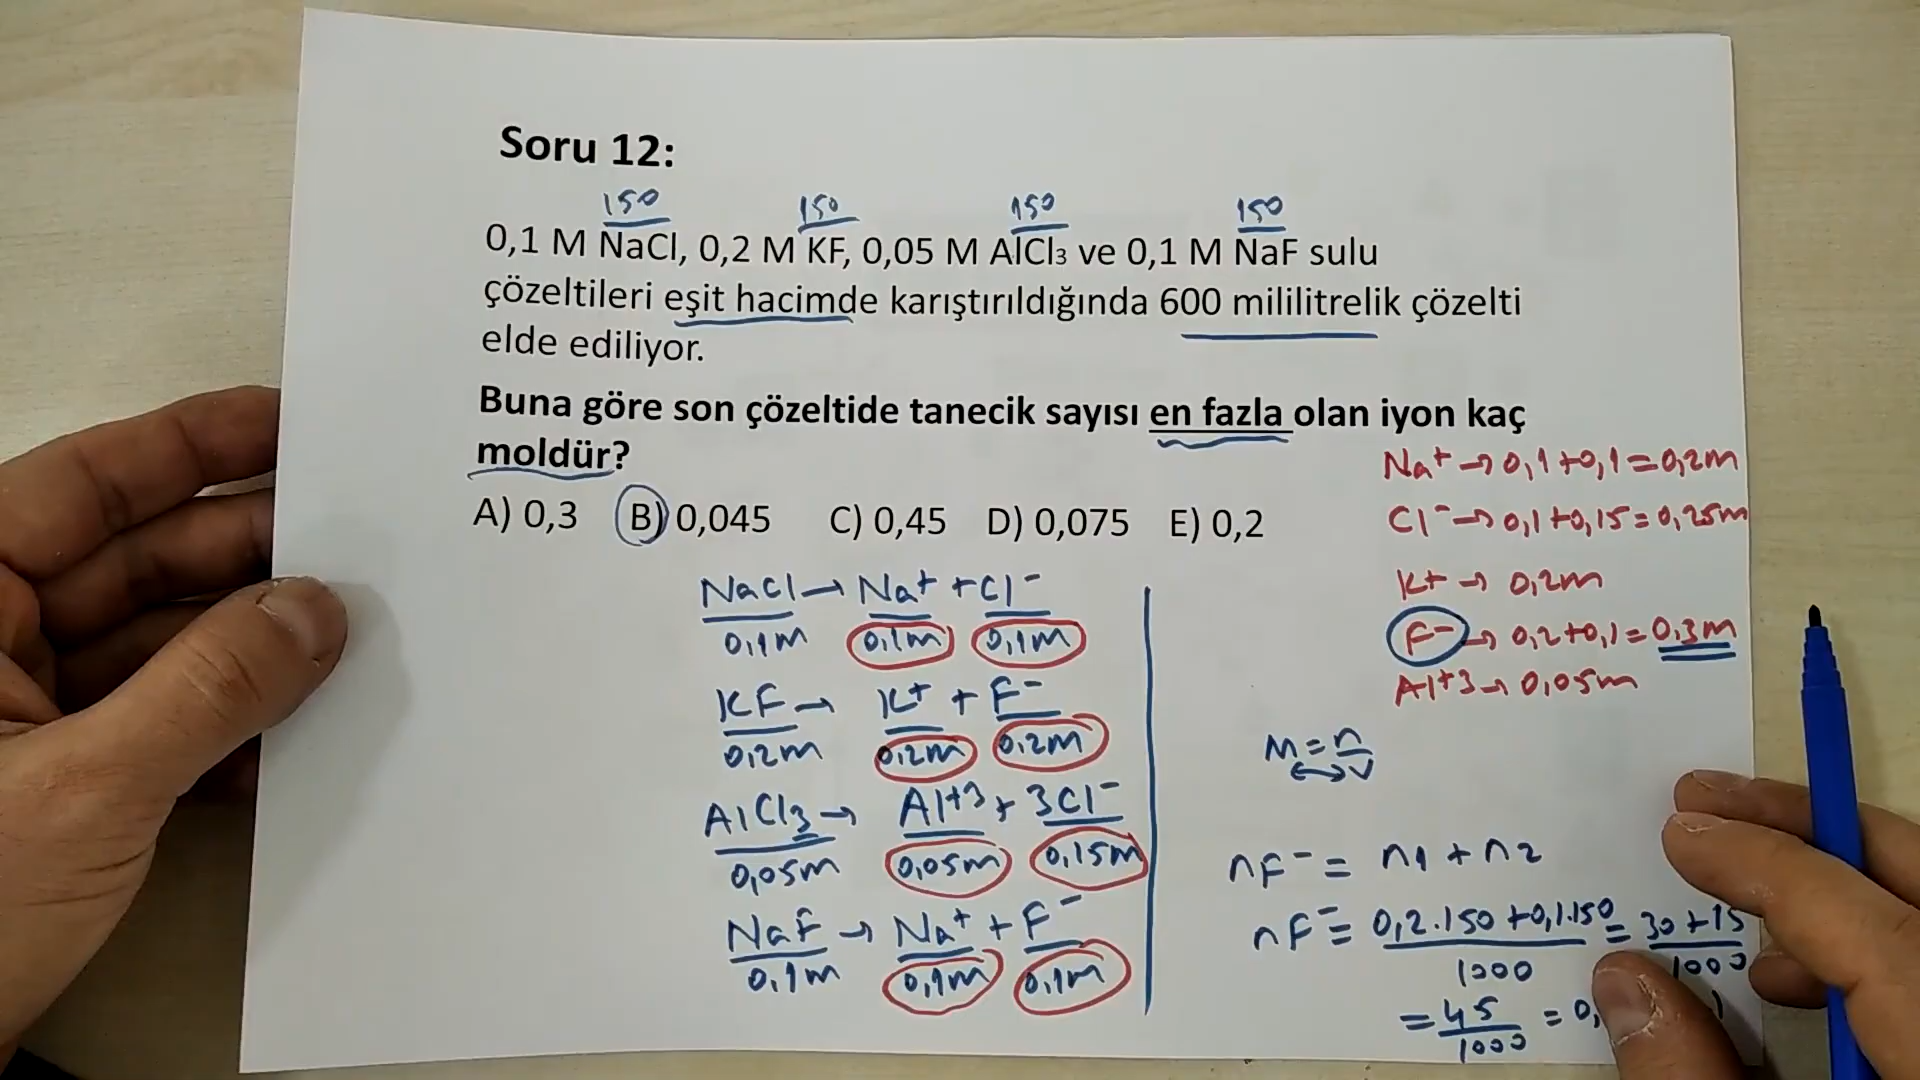 Soru 12:
150 150 150 150
0,1 M NaCl, 0,2 M KF, 0,05 M AlCl₃ ve 0,1 M NaF sulu
çözeltileri eşit hacimde karıştırıldığında 600 mililitrelik çözelti
elde ediliyor.
Buna göre son çözeltide tanecik sayısı en fazla olan iyon kaç
moldür?
A) 0,3 B) 0,045 C) 0,45 D) 0,075 E) 0,2
NaCl → Na+ + Cl-
0,1M 0,1M 0,1M
KF → K+ + F-
0,2M 0,2M 0,2M
AlCl3 → Al+3 + 3Cl-
0,05M 0,05M 0,15M
NaF → Na+ + F-
0,1M 0,1M 0,1M
Na+ → 0,1+0,1=0,2M
Cl- → 0,1+0,15=0,25M
K+ → 0,2M
F- → 0,2+0,1=0,3M
Al+3 → 0,05M
M = n
V
nF- = n1 + n2
nF- = 0,2.150+0,1.150 = 30+15
1000 1000
= 45 = 0,
1000